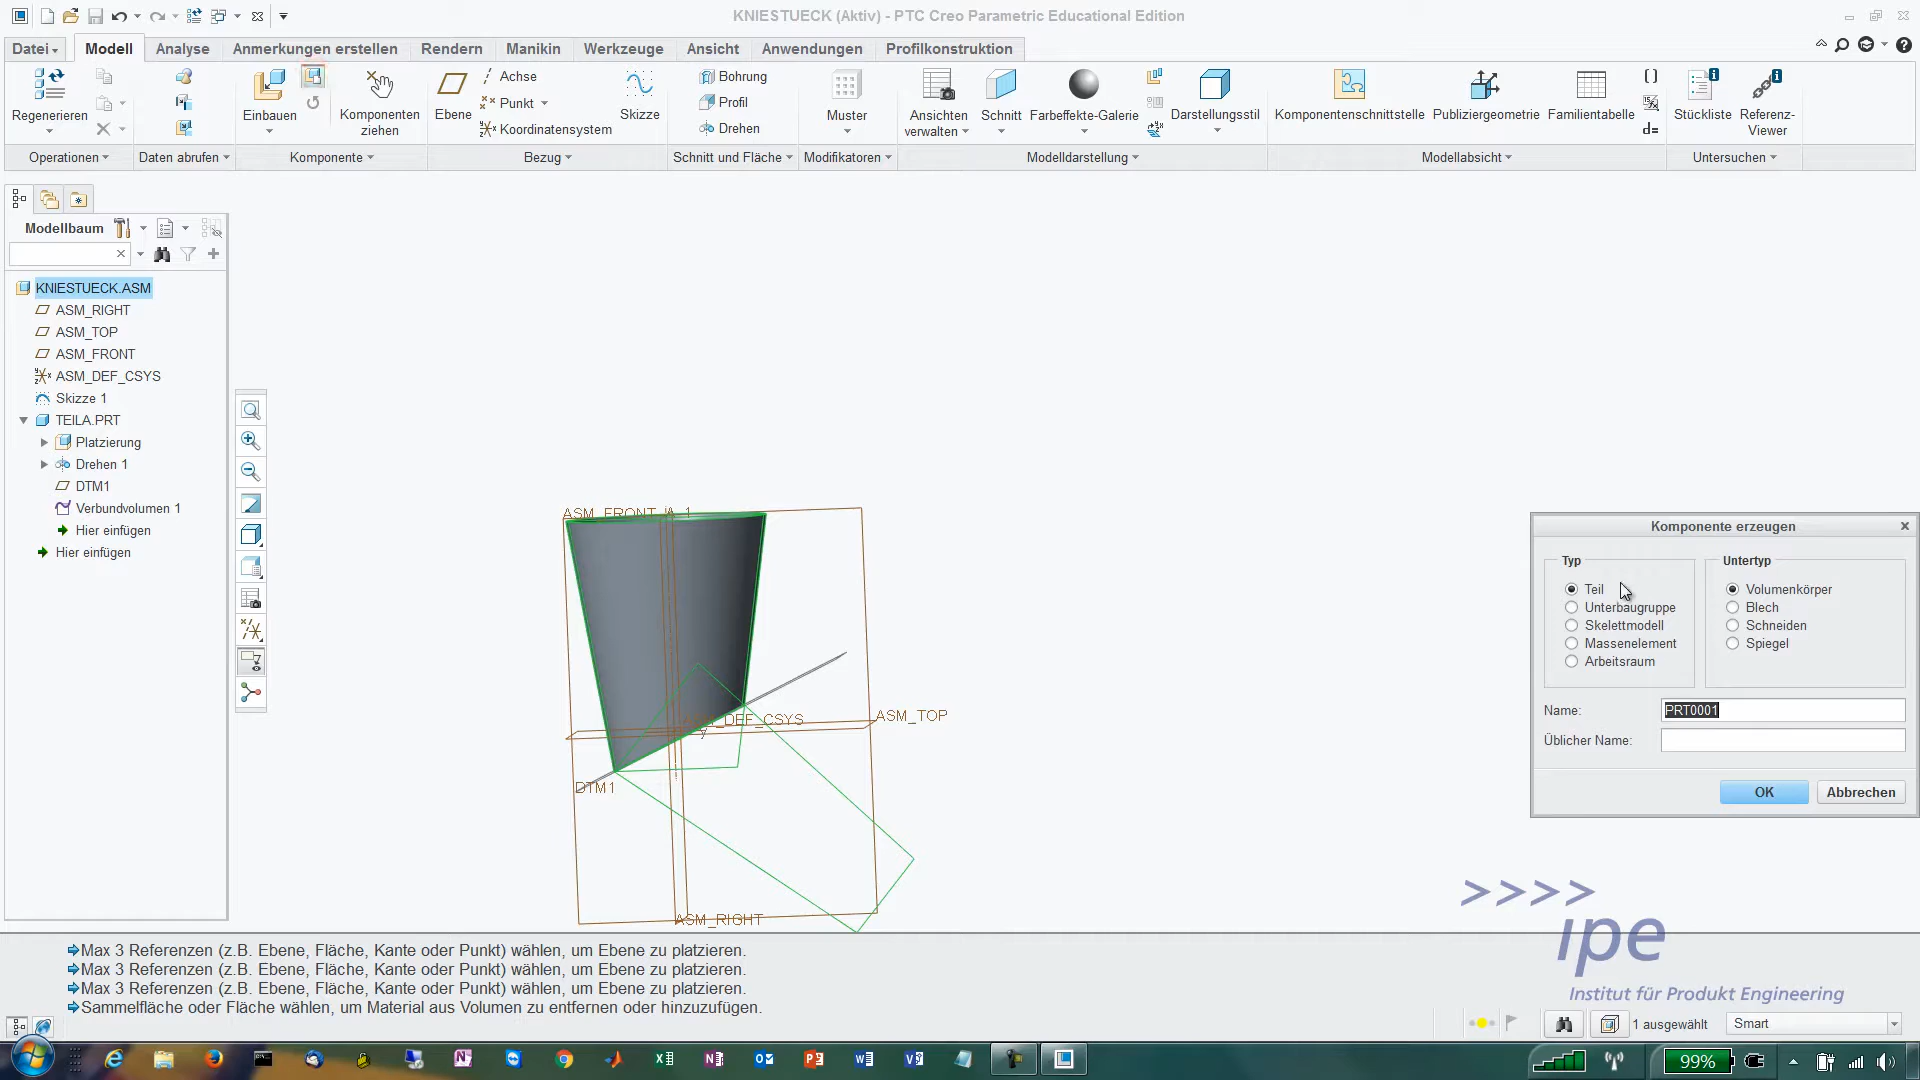 KNIESTUECK (Aktiv) - PTC Creo Parametric Educational Edition
Datei Modell Analyse Anmerkungen erstellen Rendern Manikin Werkzeuge Ansicht Anwendungen Profilkonstruktion
Regenerieren
Einbauen
Komponenten ziehen
Ebene
Achse
Punkt
Koordinatensystem
Skizze
Bohrung
Profil
Drehen
Muster
Ansichten verwalten
Schnitt
Farbeffekte-Galerie
Darstellungsstil
Komponentenschnittstelle
Publiziergeometrie
Familientabelle
d=
Stückliste
Referenz-Viewer
Operationen Daten abrufen Komponente Bezug Schnitt und Fläche Modifikatoren Modelldarstellung Modellabsicht Untersuchen
Modellbaum
KNIESTUECK.ASM
ASM_RIGHT
ASM_TOP
ASM_FRONT
ASM_DEF_CSYS
Skizze 1
TEILA.PRT
Platzierung
Drehen 1
DTM1
Verbundvolumen 1
Hier einfügen
Hier einfügen
ASM_FRONT A_1
ASM_DEF_CSYS
ASM_TOP
DTM1
ASM_RIGHT
Komponente erzeugen
Typ
Teil
Unterbaugruppe
Skelettmodell
Massenelement
Arbeitsraum
Untertyp
Volumenkörper
Blech
Schneiden
Spiegel
Name: PRT0001
Üblicher Name:
OK Abbrechen
>>>> ipe
Institut für Produkt Engineering
Max 3 Referenzen (z.B. Ebene, Fläche, Kante oder Punkt) wählen, um Ebene zu platzieren.
Max 3 Referenzen (z.B. Ebene, Fläche, Kante oder Punkt) wählen, um Ebene zu platzieren.
Max 3 Referenzen (z.B. Ebene, Fläche, Kante oder Punkt) wählen, um Ebene zu platzieren.
Sammelfläche oder Fläche wählen, um Material aus Volumen zu entfernen oder hinzuzufügen.
1 ausgewählt Smart
99%